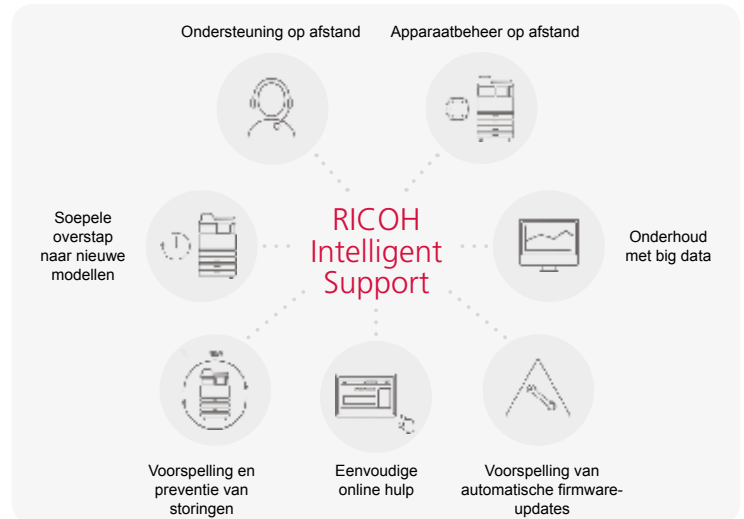 Ondersteuning op afstand
Apparaatbeheer op afstand
Soepele
overstap
naar nieuwe
modellen
RICOH
Intelligent
Support
Onderhoud
met big data
Voorspelling en
preventie van
storingen
Eenvoudige
online hulp
Voorspelling van
automatische firmware-
updates